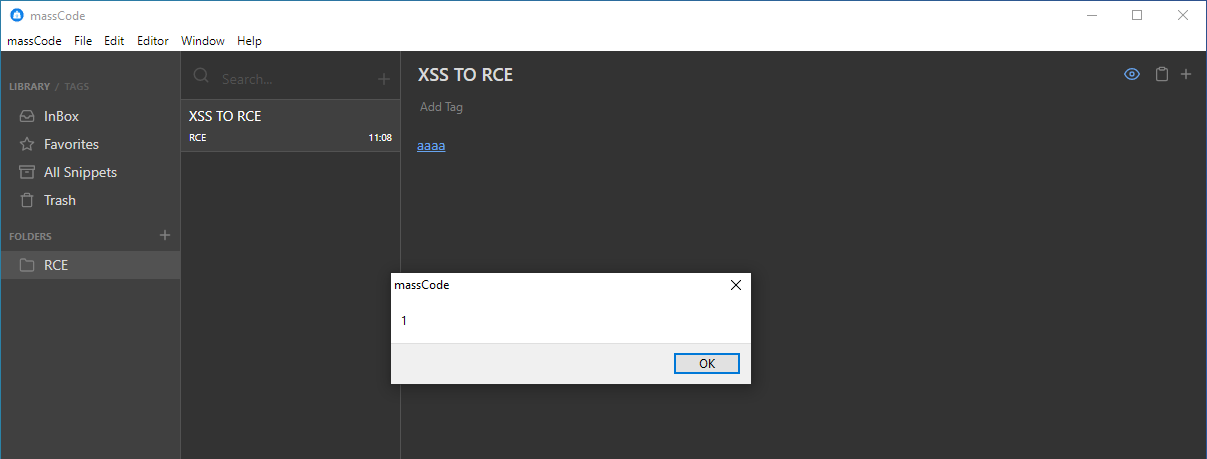 massCode
massCode File Edit Editor Window Help
LIBRARY / TAGS
InBox
Favorites
All Snippets
Trash
FOLDERS
RCE
Search...
XSS TO RCE
RCE 11:08
XSS TO RCE
Add Tag
aaaa
massCode
1
OK